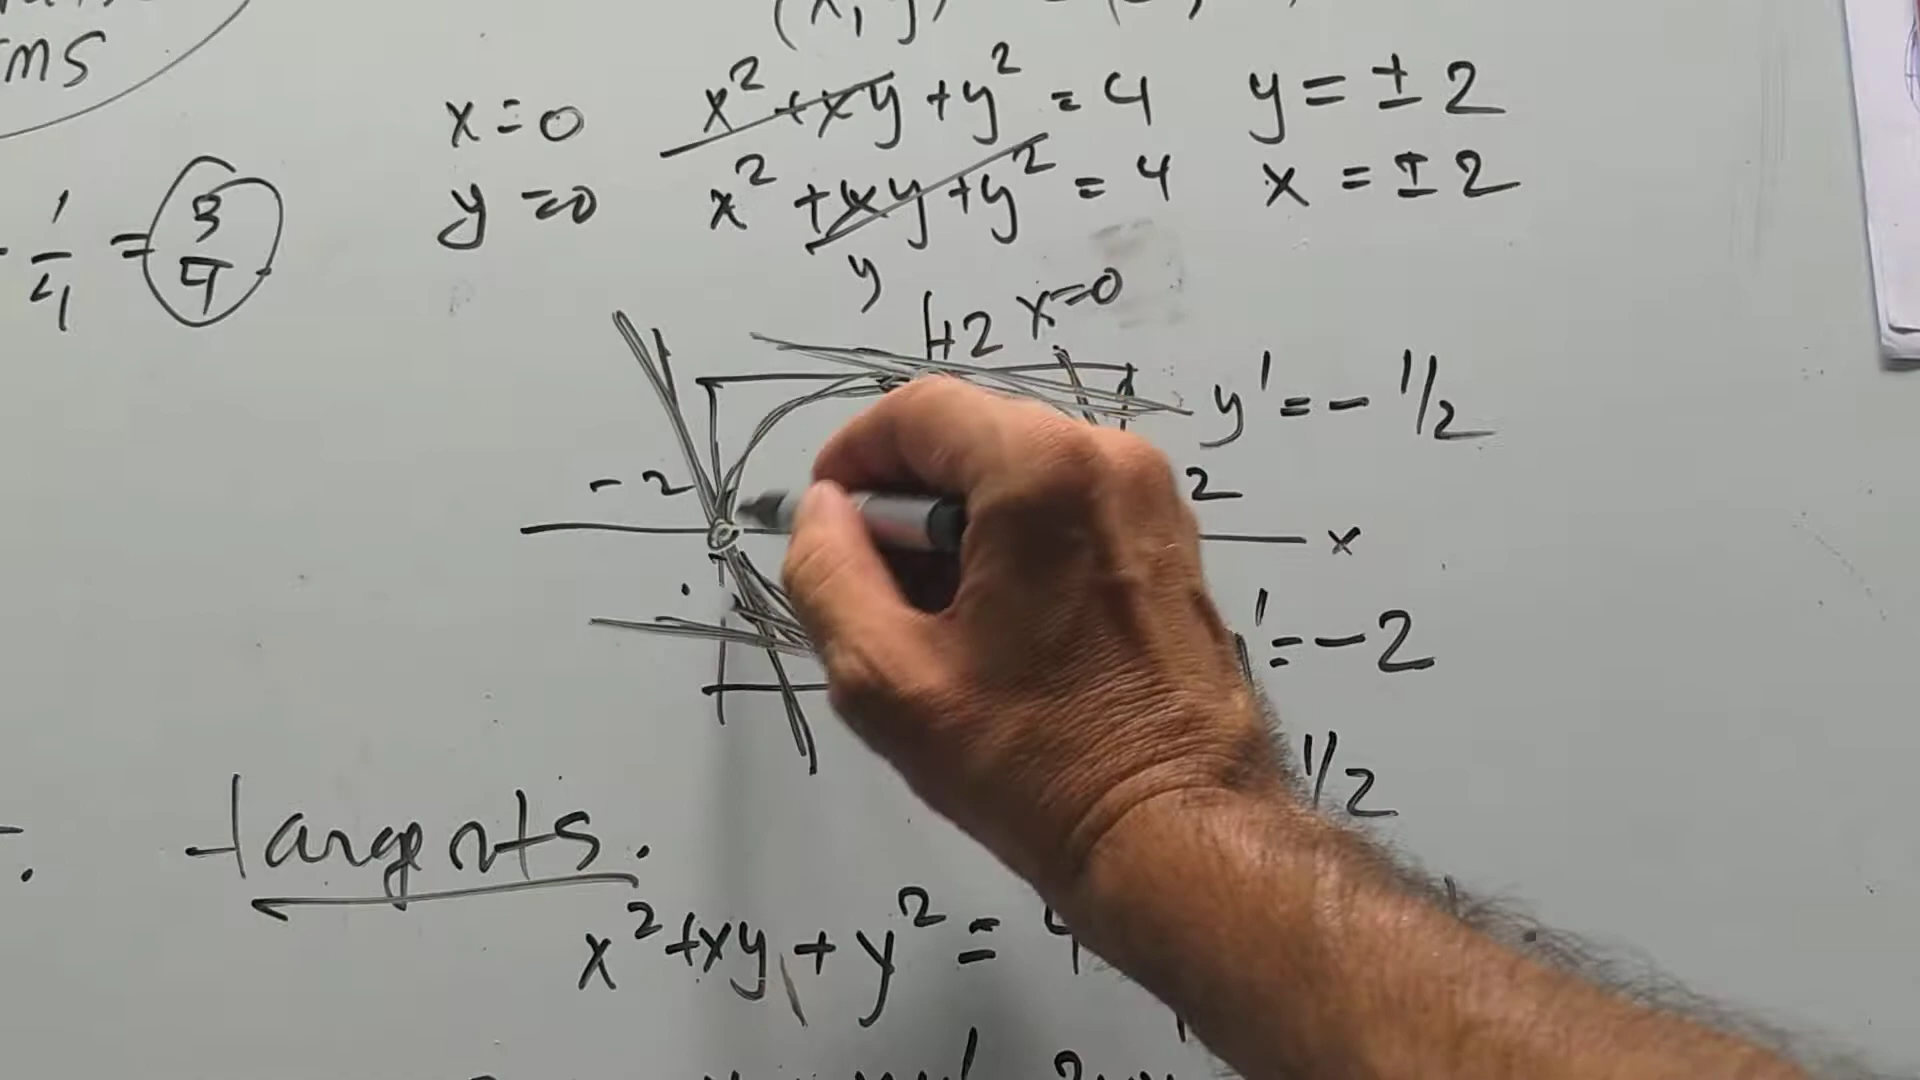 ms
x=0 x² + xy + y² = 4 y = ± 2
y=0 x² + xy + y² = 4 x = ± 2
1/4 = 3/4
y
+2 x=0
y' = - 1/2
-2 2
x
' = -2
1/2
tangents.
x² + xy + y² = 4